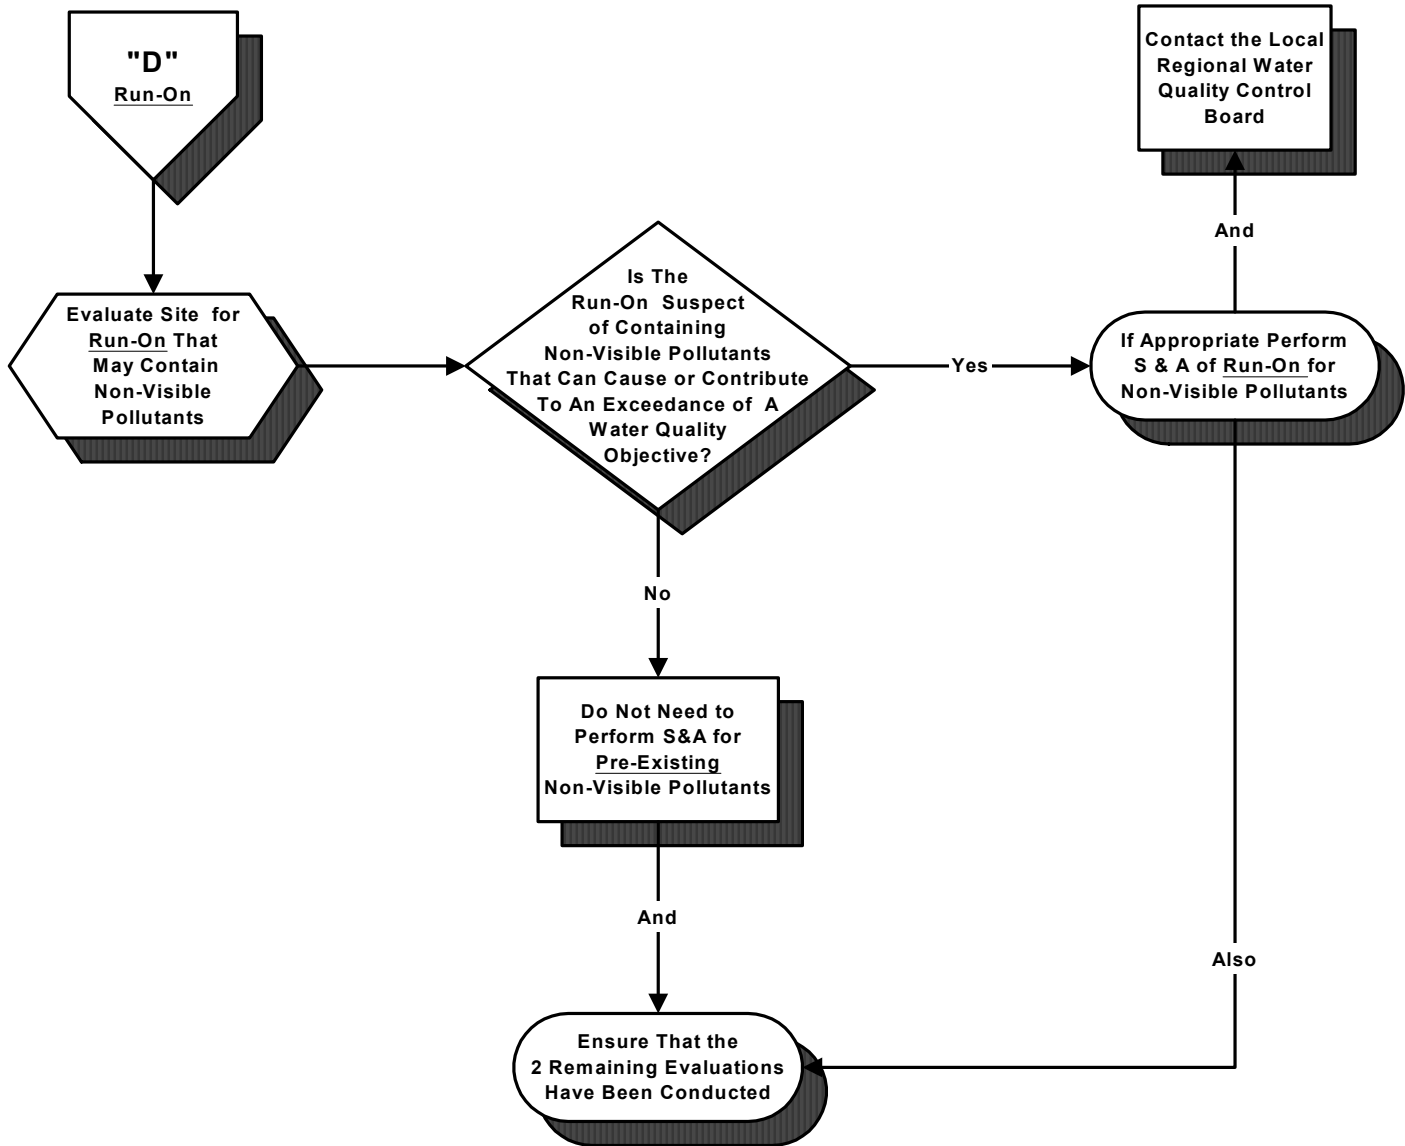 "D"
Run-On
Evaluate Site for
Run-On That
May Contain
Non-Visible
Pollutants
Is The
Run-On Suspect
of Containing
Non-Visible Pollutants
That Can Cause or Contribute
To An Exceedance of A
Water Quality
Objective?
Yes
If Appropriate Perform
S & A of Run-On for
Non-Visible Pollutants
And
Contact the Local
Regional Water
Quality Control
Board
No
Do Not Need to
Perform S&A for
Pre-Existing
Non-Visible Pollutants
And
Also
Ensure That the
2 Remaining Evaluations
Have Been Conducted